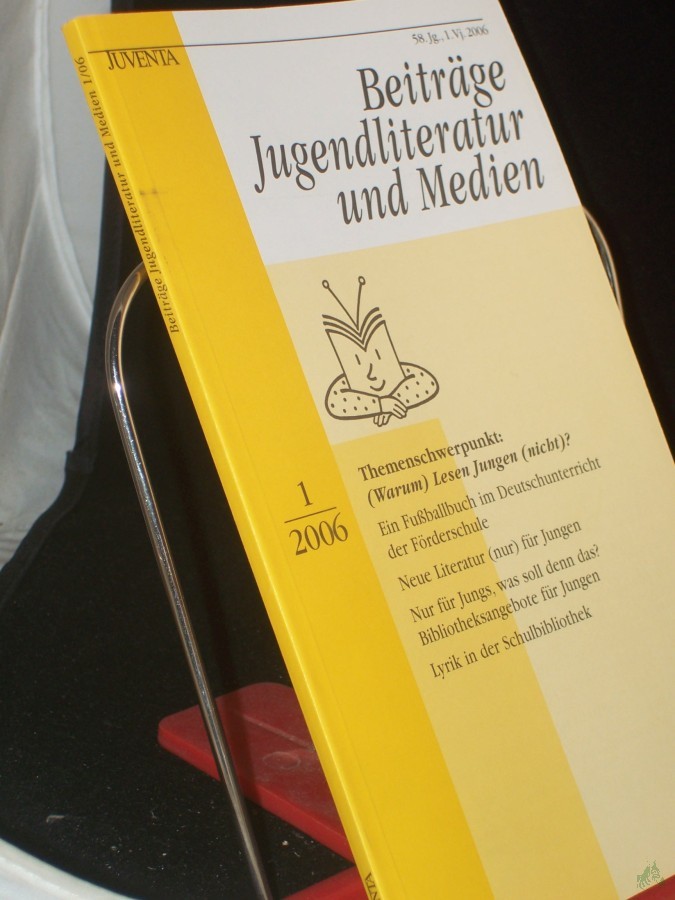 JUVENTA
58. Jg., 1. Vj. 2006
Beiträge
Jugendliteratur
und Medien
Beiträge Jugendliteratur und Medien 1/06
1
2006
Themenschwerpunkt:
(Warum) Lesen Jungen (nicht)?
Ein Fußballbuch im Deutschunterricht
der Förderschule
Neue Literatur (nur) für Jungen
Nur für Jungs, was soll denn das?
Bibliotheksangebote für Jungen
Lyrik in der Schulbibliothek
JUVENTA